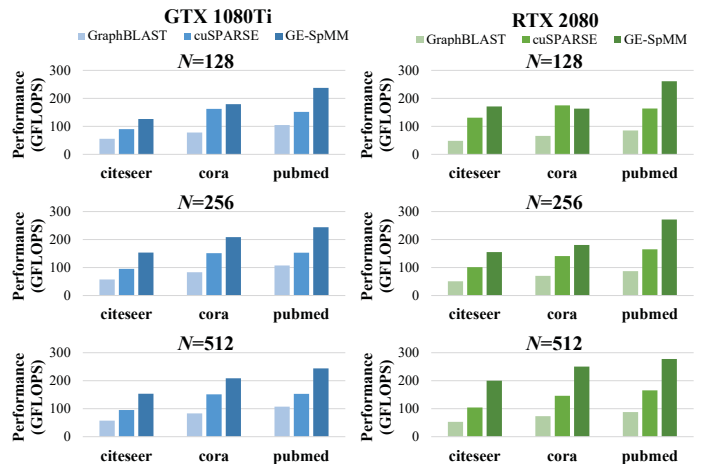 GTX 1080Ti
GraphBLAST cuSPARSE GE-SpMM
N=128
Performance
(GFLOPS)
300
200
100
0
citeseer cora pubmed
N=256
Performance
(GFLOPS)
300
200
100
0
citeseer cora pubmed
N=512
Performance
(GFLOPS)
300
200
100
0
citeseer cora pubmed
RTX 2080
GraphBLAST cuSPARSE GE-SpMM
N=128
Performance
(GFLOPS)
300
200
100
0
citeseer cora pubmed
N=256
Performance
(GFLOPS)
300
200
100
0
citeseer cora pubmed
N=512
Performance
(GFLOPS)
300
200
100
0
citeseer cora pubmed